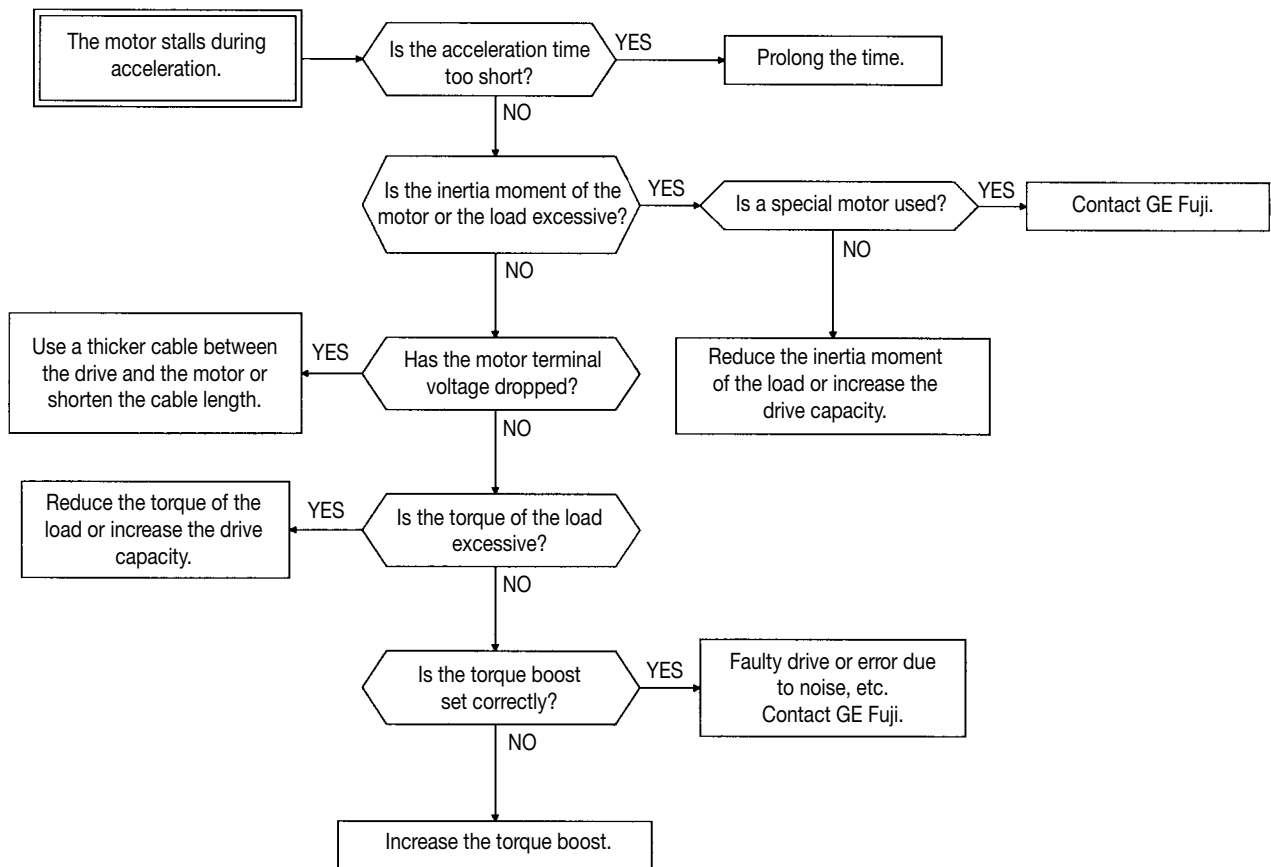 The motor stalls during
acceleration.
Is the acceleration time
too short?
YES
Prolong the time.
NO
Is the inertia moment of the
motor or the load excessive?
YES
Is a special motor used?
YES
Contact GE Fuji.
NO
NO
Use a thicker cable between
the drive and the motor or
shorten the cable length.
YES
Has the motor terminal
voltage dropped?
Reduce the inertia moment
of the load or increase the
drive capacity.
NO
Reduce the torque of the
load or increase the drive
capacity.
YES
Is the torque of the load
excessive?
NO
Is the torque boost
set correctly?
YES
Faulty drive or error due
to noise, etc.
Contact GE Fuji.
NO
Increase the torque boost.